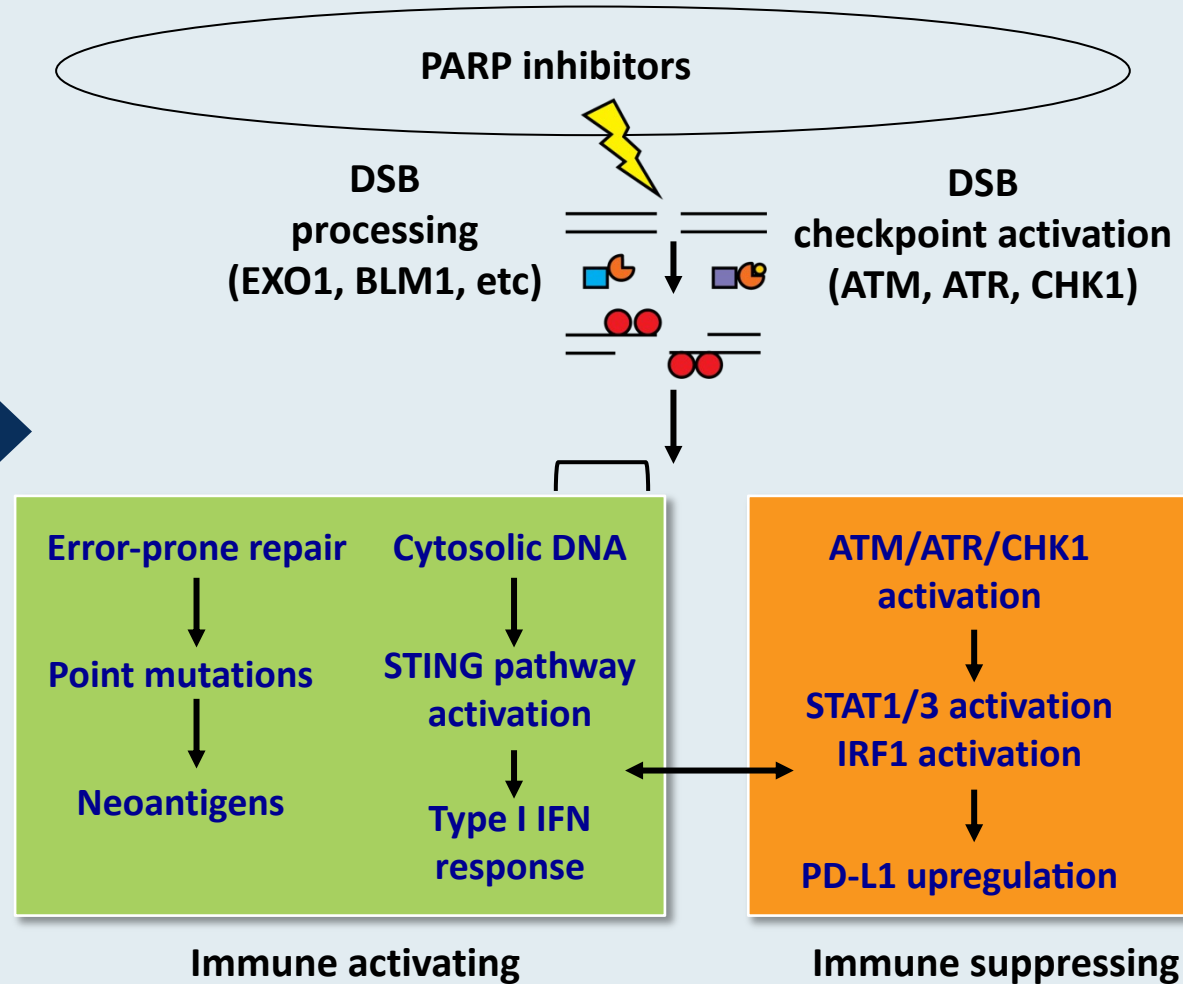 PARP inhibitors
DSB
processing
(EXO1, BLM1, etc)
DSB
checkpoint activation
(ATM, ATR, CHK1)
Error-prone repair
Point mutations
Neoantigens
Cytosolic DNA
STING pathway
activation
Type I IFN
response
ATM/ATR/CHK1
activation
STAT1/3 activation
IRF1 activation
PD-L1 upregulation
Immune activating
Immune suppressing